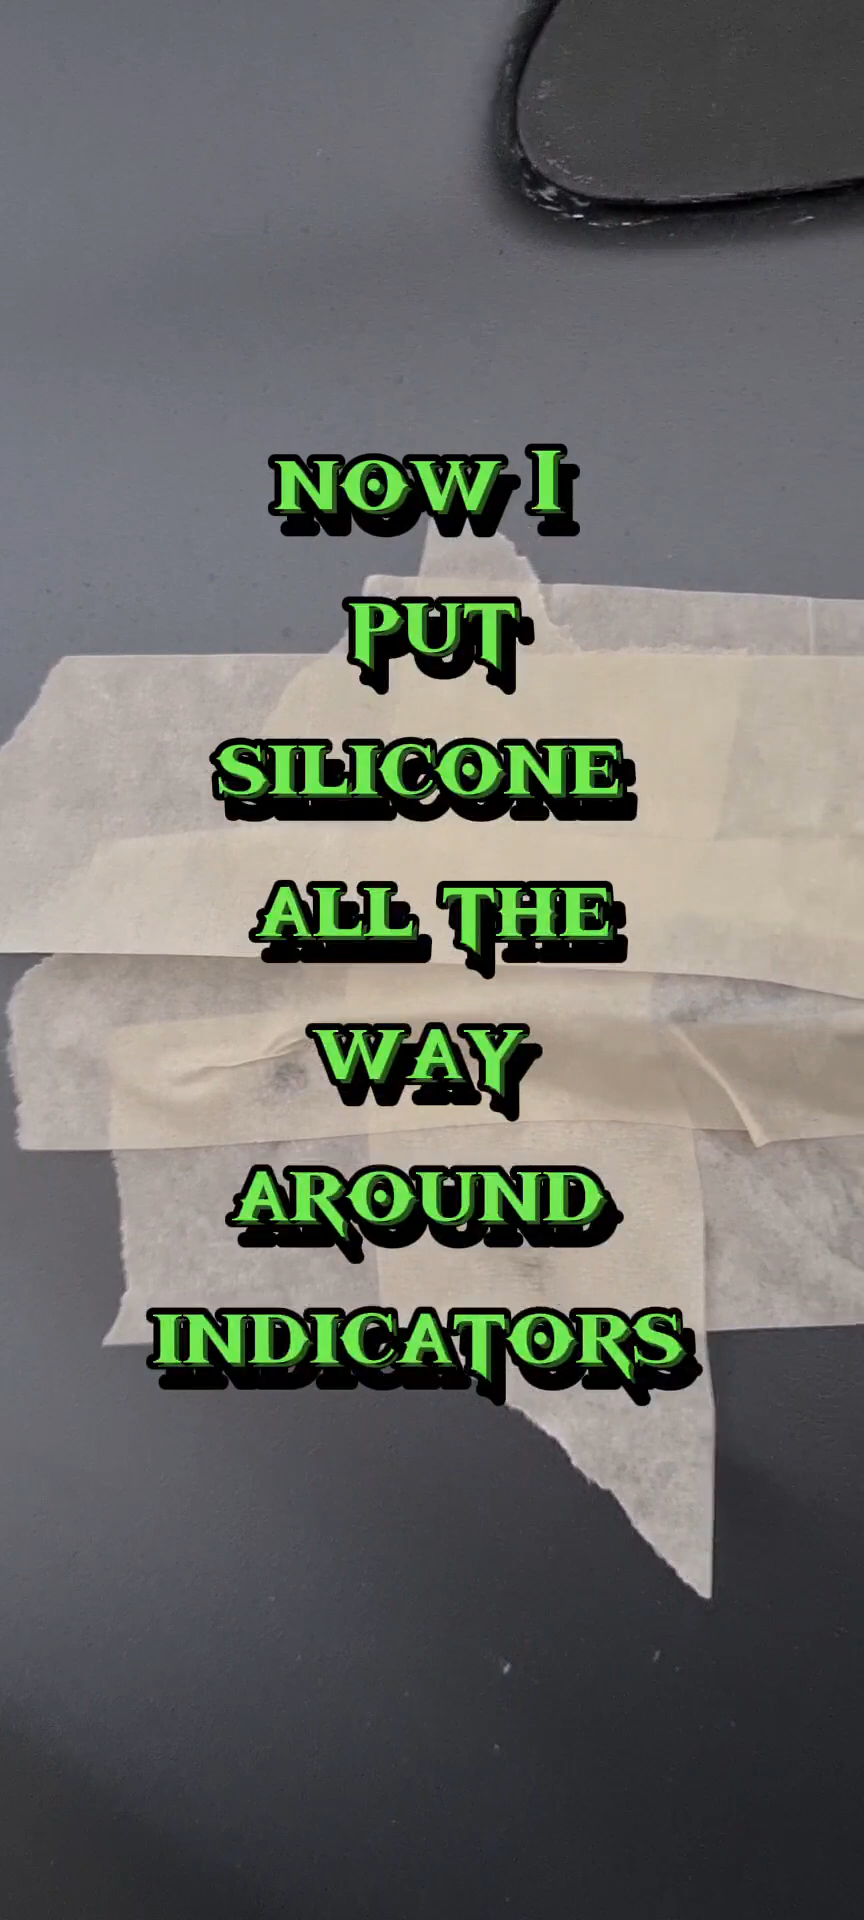 NOW I
PUT
SILICONE
ALL THE
WAY
AROUND
INDICATORS